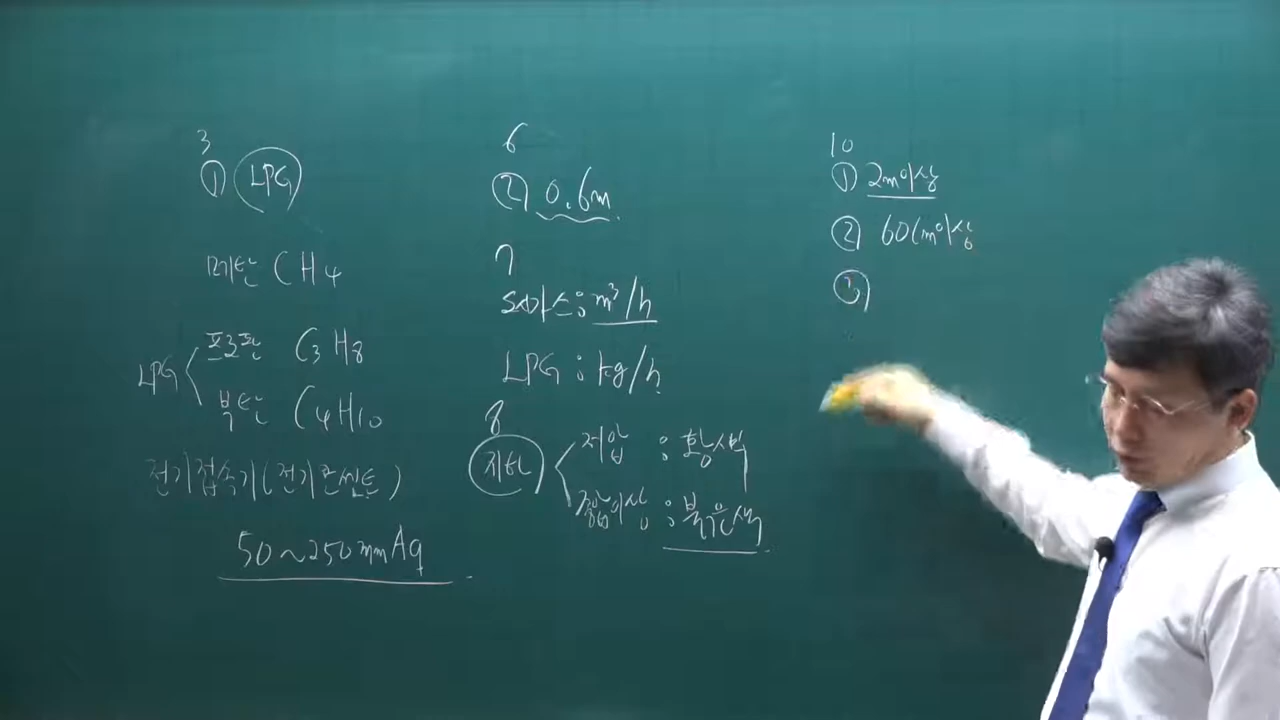 3
① LPG
메탄 CH4
LPG
프로판 C3H8
부탄 C4H10
전기접속기(전기콘센트)
50~250mmAq
6
② 0.6m
7
도시가스 : m³/h
LPG : kg/h
8
지하
저압 : 황색
중압이상 : 붉은색
10
① 2m이상
② 60cm이상
③